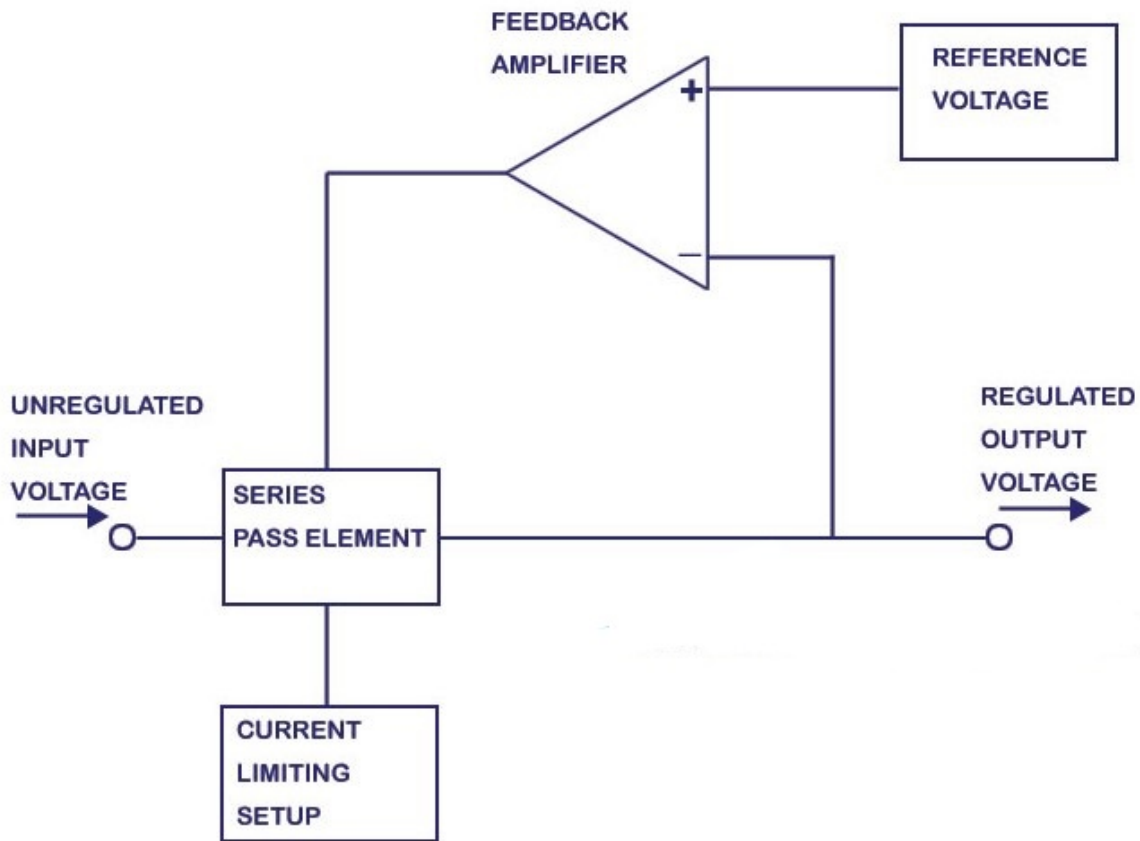 FEEDBACK
AMPLIFIER
REFERENCE
VOLTAGE
+
–
UNREGULATED
INPUT
VOLTAGE
REGULATED
OUTPUT
VOLTAGE
SERIES
PASS ELEMENT
CURRENT
LIMITING
SETUP